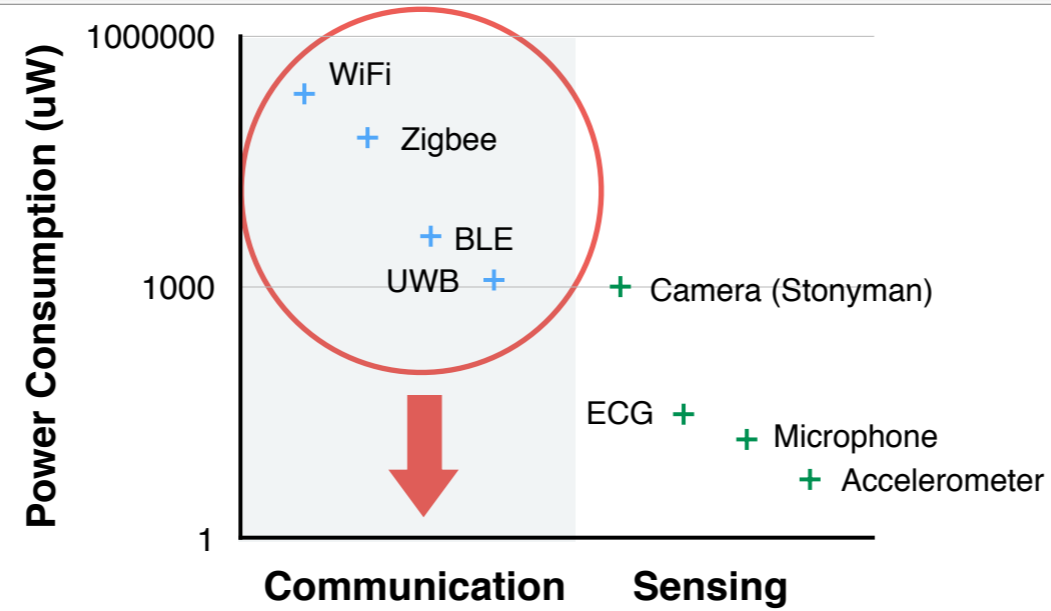 Power Consumption (uW)
1000000
WiFi
Zigbee
BLE
UWB
1000
Camera (Stonyman)
ECG
Microphone
Accelerometer
1
Communication
Sensing